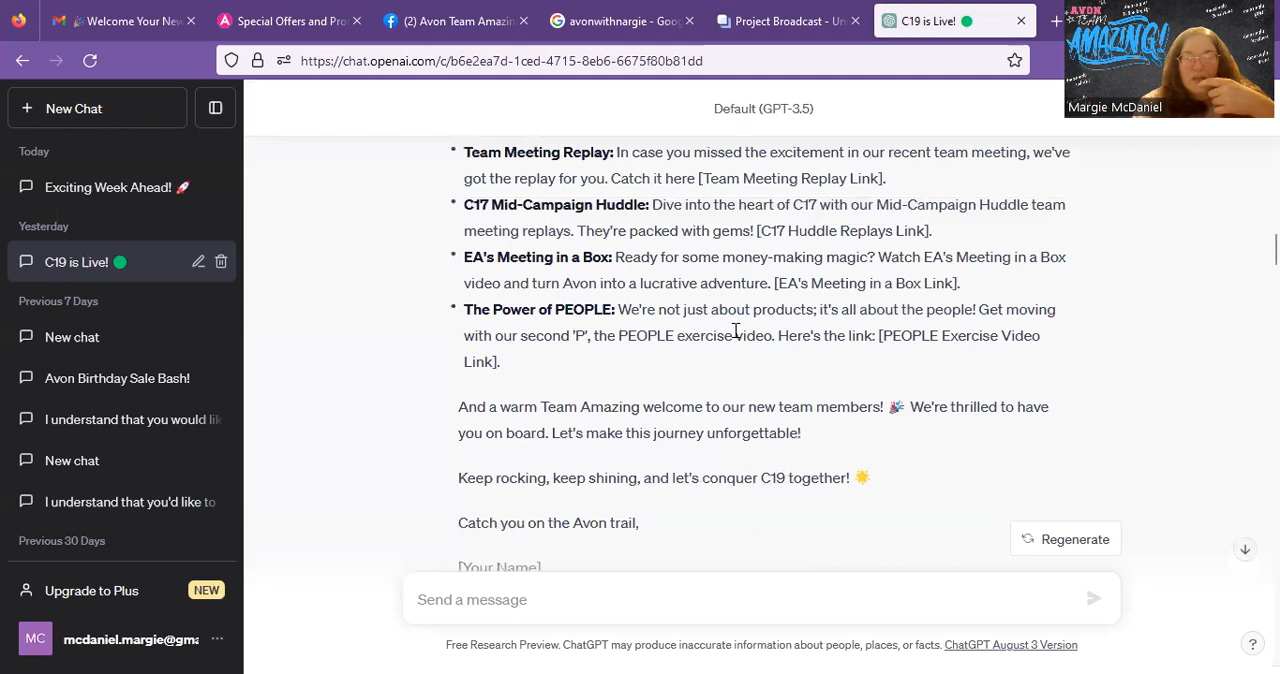 🎉 Welcome Your New
Special Offers and Pro
(2) Avon Team Amazin
avonwithnargie - Goo
Project Broadcast - Un
C19 is Live! 🟢
https://chat.openai.com/c/
AVON
TEAM
AMAZING!
Margie McDaniel
New Chat
Default (GPT-3.5)
Today
Exciting Week Ahead! 🚀
Yesterday
C19 is Live! 🟢
Previous 7 Days
New chat
Avon Birthday Sale Bash!
I understand that you would lik
New chat
I understand that you'd like to
Previous 30 Days
Upgrade to Plus
NEW
MC
mcdaniel.margie@gma
• Team Meeting Replay: In case you missed the excitement in our recent team meeting, we've
got the replay for you. Catch it here [Team Meeting Replay Link].
• C17 Mid-Campaign Huddle: Dive into the heart of C17 with our Mid-Campaign Huddle team
meeting replays. They're packed with gems! [C17 Huddle Replays Link].
• EA's Meeting in a Box: Ready for some money-making magic? Watch EA's Meeting in a Box
video and turn Avon into a lucrative adventure. [EA's Meeting in a Box Link].
• The Power of PEOPLE: We're not just about products; it's all about the people! Get moving
with our second 'P', the PEOPLE exercise video. Here's the link: [PEOPLE Exercise Video
Link].
And a warm Team Amazing welcome to our new team members! 🎉 We're thrilled to have
you on board. Let's make this journey unforgettable!
Keep rocking, keep shining, and let's conquer C19 together! 🌟
Catch you on the Avon trail,
[Your Name]
Regenerate
Send a message
Free Research Preview. ChatGPT may produce inaccurate information about people, places, or facts. ChatGPT August 3 Version
?